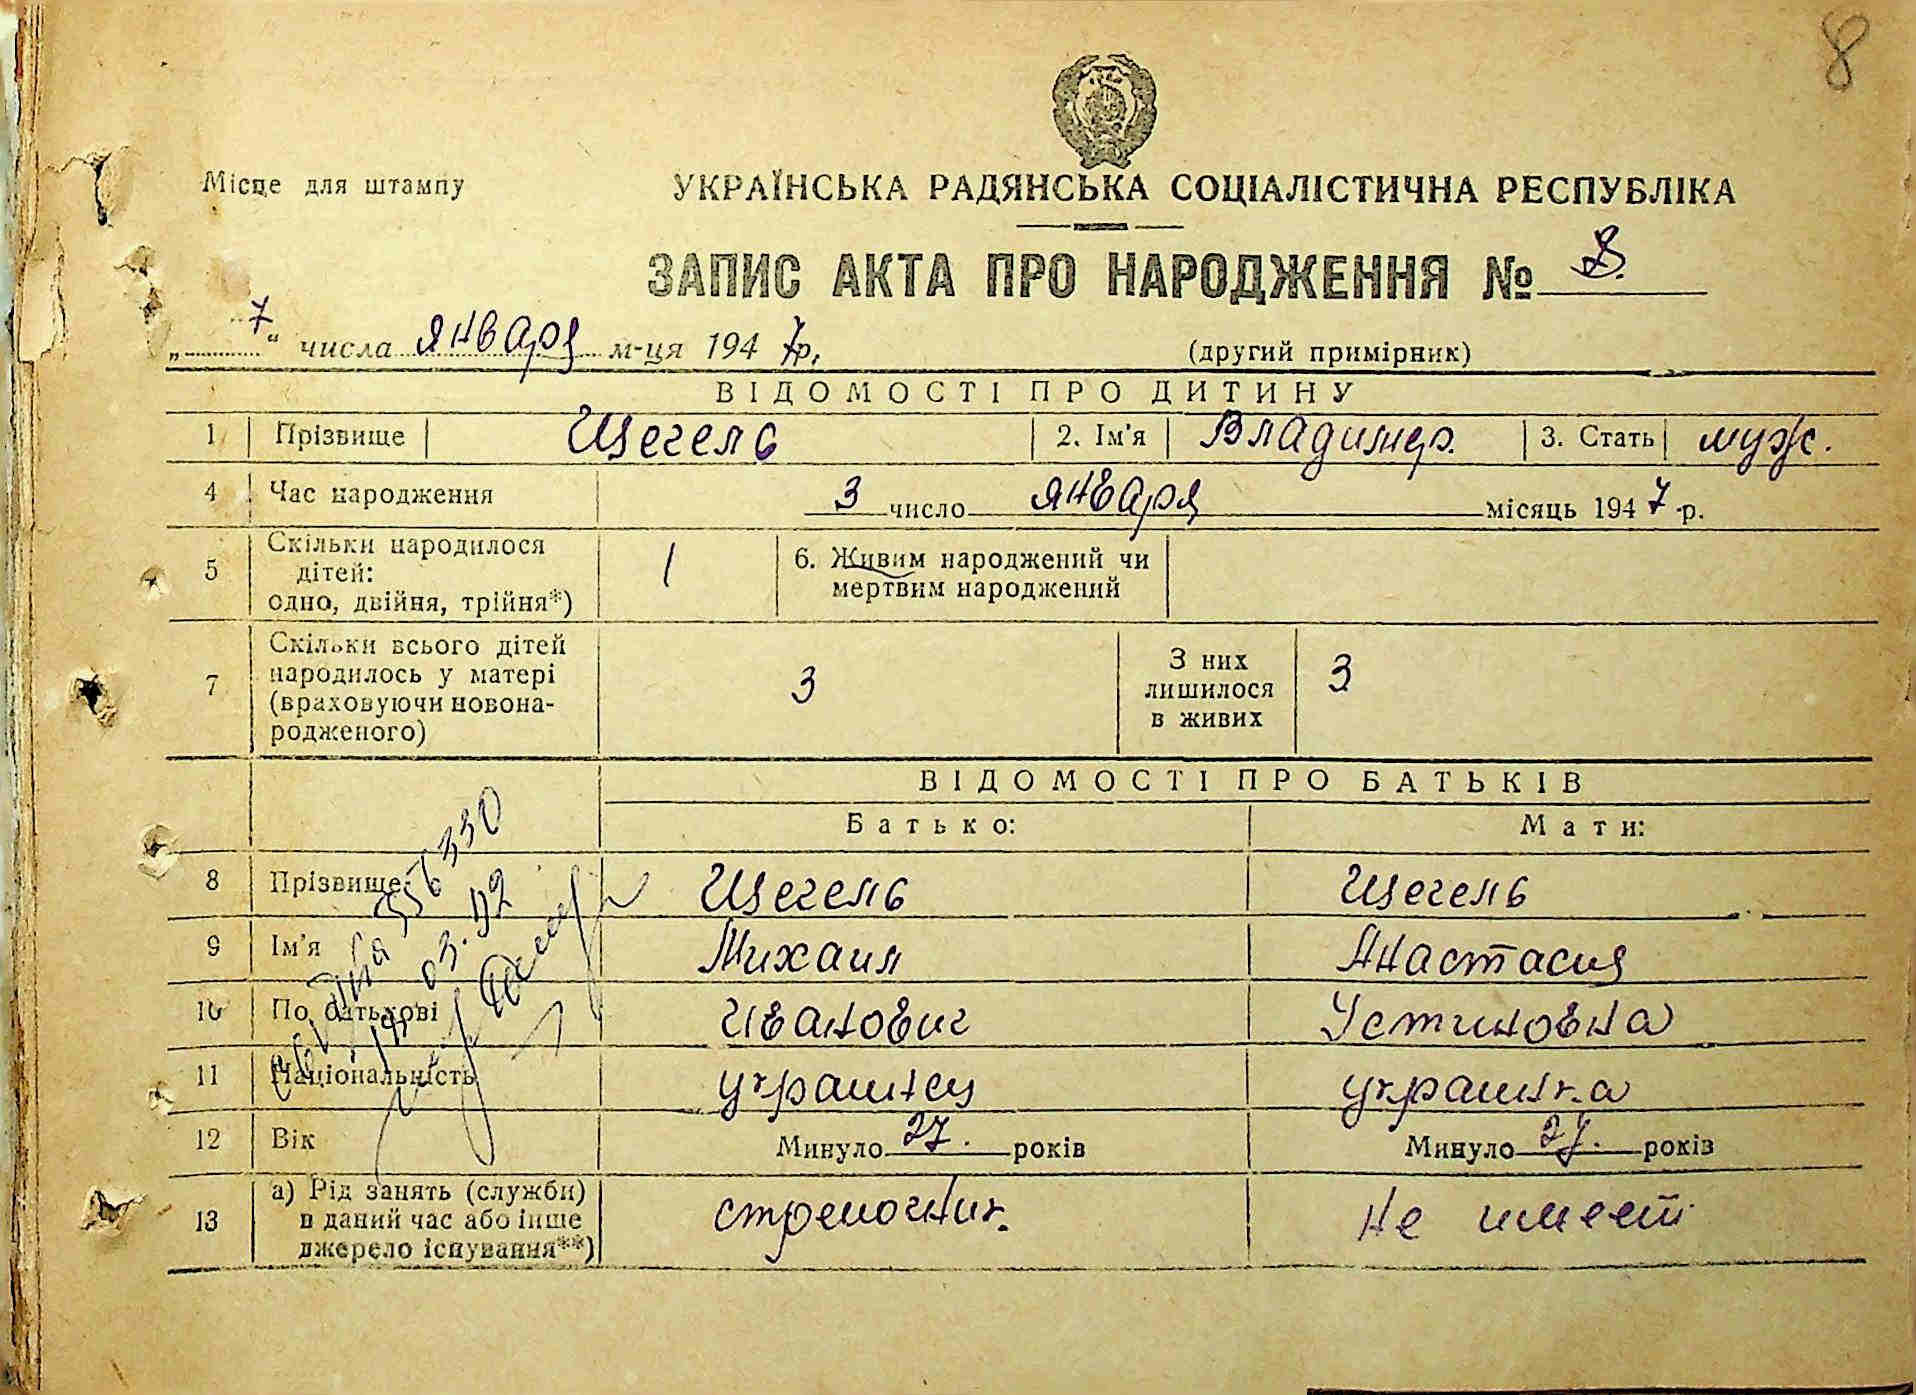 8
Місце для штампу
УКРАЇНСЬКА РАДЯНСЬКА СОЦІАЛІСТИЧНА РЕСПУБЛІКА
ЗАПИС АКТА ПРО НАРОДЖЕННЯ № 8.
„ 7 “ числа января м-ця 1947р.
(другий примірник)
ВІДОМОСТІ ПРО ДИТИНУ
1 Прізвище Щегель 2. Ім'я Владимир. 3. Стать муж.
4 Час народження 3 число января місяць 1947 р.
5 Скільки народилося дітей: одно, двійня, трійня*) 1 6. Живим народжений чи мертвим народжений
7 Скільки всього дітей народилось у матері (враховуючи новонародженого) 3 З них лишилося в живих 3
ВІДОМОСТІ ПРО БАТЬКІВ
Батько: Мати:
8 Прізвище Щегель Щегель
9 Ім'я Михаил Анастасия
10 По батькові Иванович Устиновна
11 Національність украинец украинка
12 Вік Минуло 27. років Минуло 27. років
13 а) Рід занять (служби) в даний час або інше джерело існування**) стрелочник. не имеет